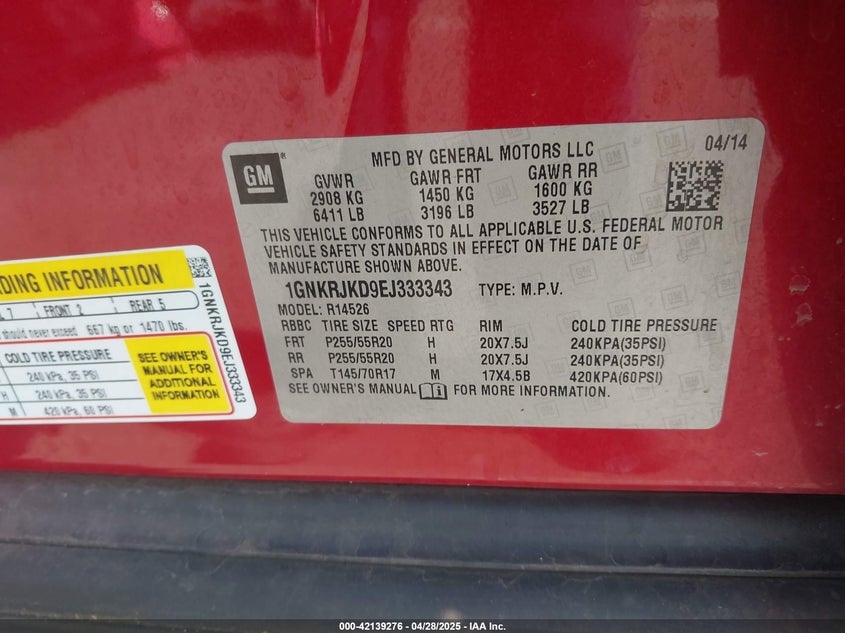 GM
®
MFD BY GENERAL MOTORS LLC
04/14
GVWR GAWR FRT GAWR RR
2908 KG 1450 KG 1600 KG
6411 LB 3196 LB 3527 LB
THIS VEHICLE CONFORMS TO ALL APPLICABLE U.S. FEDERAL MOTOR
VEHICLE SAFETY STANDARDS IN EFFECT ON THE DATE OF
MANUFACTURE SHOWN ABOVE.
1GNKRJKD9EJ333343 TYPE: M.P.V.
MODEL: R14526
RBBC TIRE SIZE SPEED RTG RIM COLD TIRE PRESSURE
FRT P255/55R20 H 20X7.5J 240KPA(35PSI)
RR P255/55R20 H 20X7.5J 240KPA(35PSI)
SPA T145/70R17 M 17X4.5B 420KPA(60PSI)
SEE OWNER'S MANUAL i FOR MORE INFORMATION.
DING INFORMATION
7 FRONT 2 REAR 5
should never exceed 667 kg or 1470 lbs.
COLD TIRE PRESSURE
240 kPa, 35 PSI
H 240 kPa, 35 PSI
M 420 kPa, 60 PSI
SEE OWNER'S
MANUAL FOR
ADDITIONAL
INFORMATION
1GNKRJKD9EJ333343
000-42139276 | 04/28/2025 - IAA Inc.